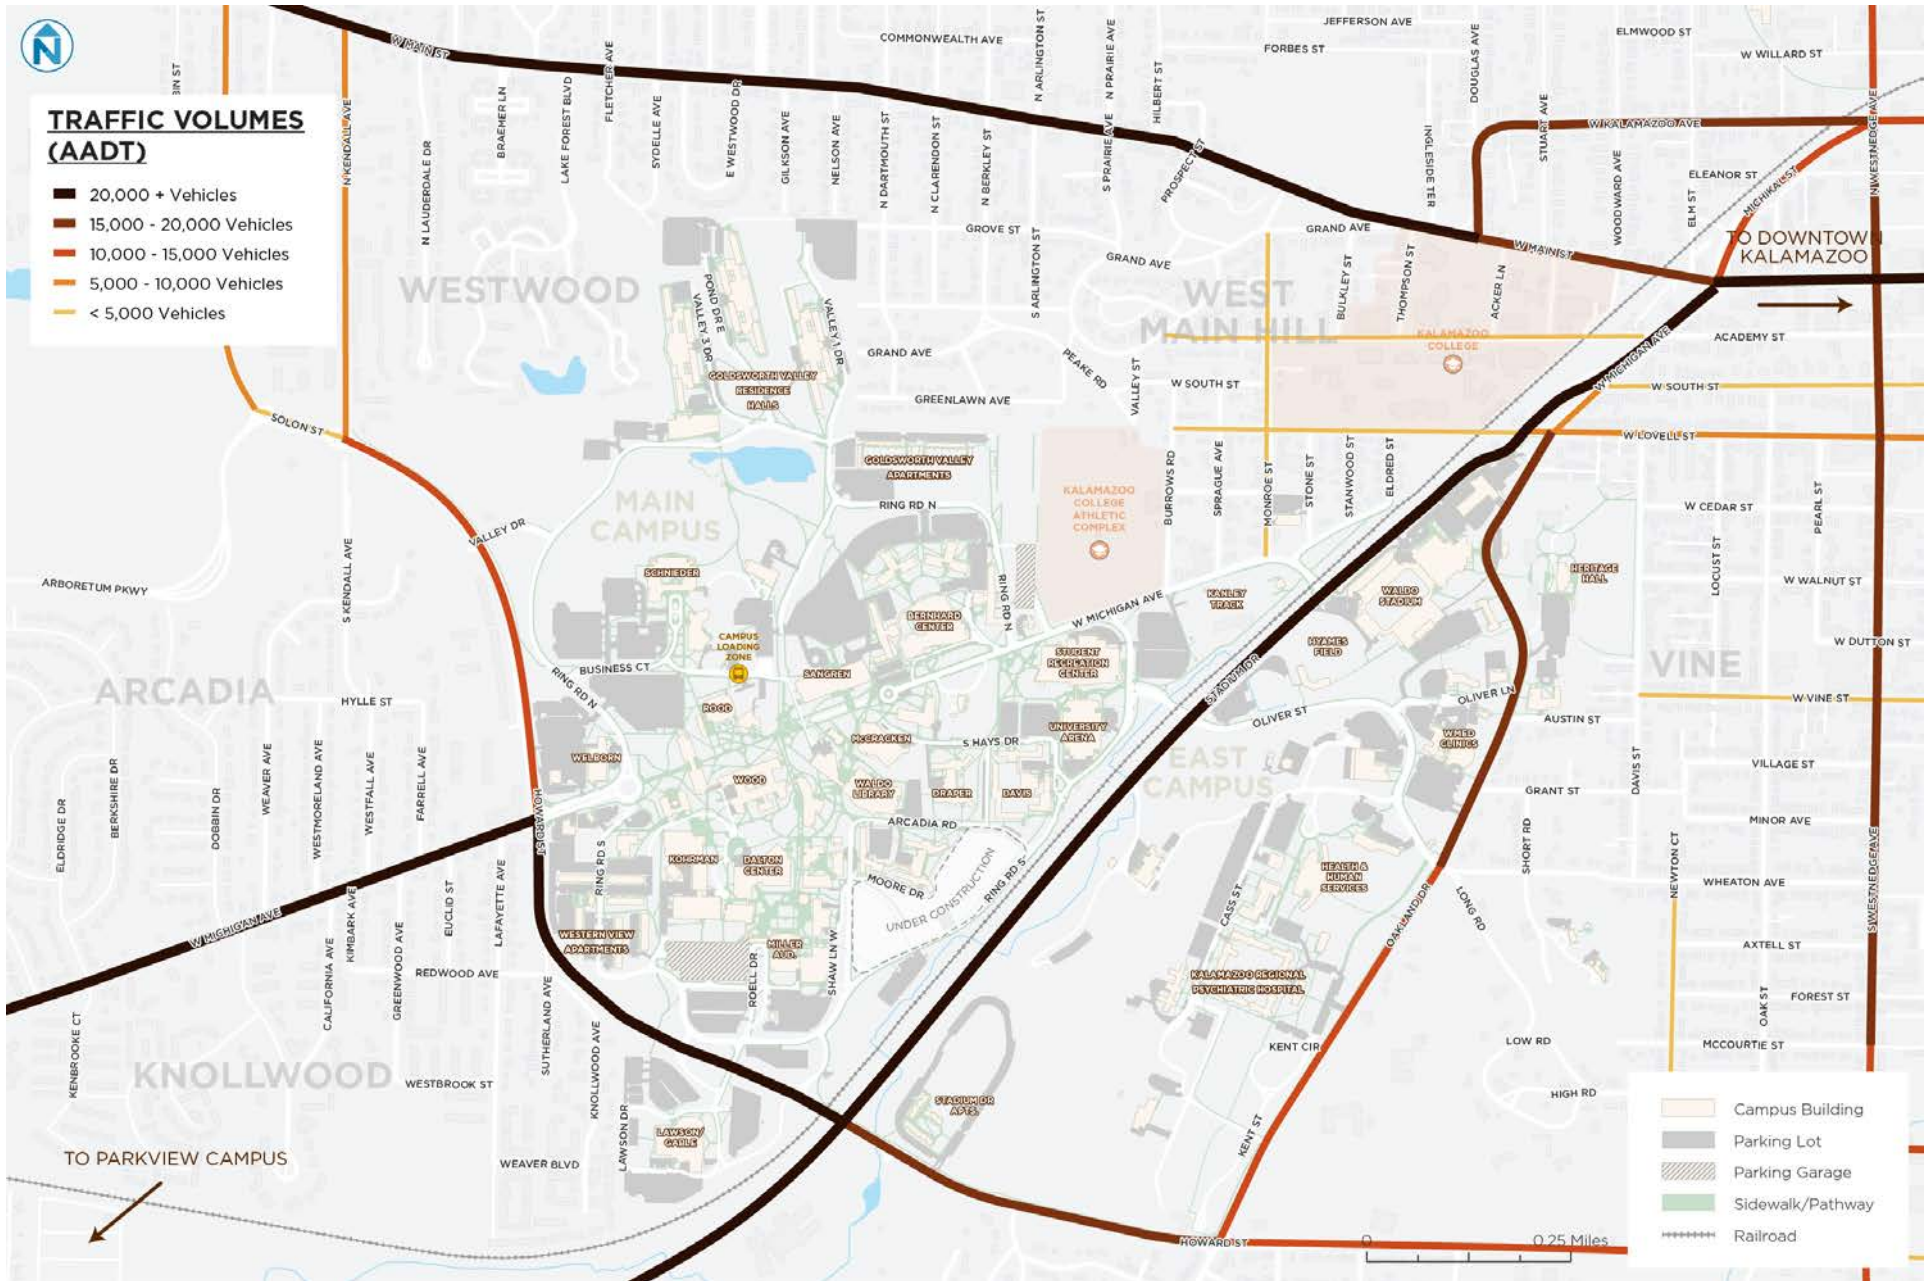 N
TRAFFIC VOLUMES
(AADT)
20,000 + Vehicles
15,000 - 20,000 Vehicles
10,000 - 15,000 Vehicles
5,000 - 10,000 Vehicles
< 5,000 Vehicles
W MAIN ST
COMMONWEALTH AVE
JEFFERSON AVE
FORBES ST
ELMWOOD ST
W WILLARD ST
N KENDALL AVE
N LAUDERDALE DR
BRAEMER LN
LAKE FOREST BLVD
FLETCHER AVE
SYDELLE AVE
E WESTWOOD DR
GILKISON AVE
NELSON AVE
N DARTMOUTH ST
N CLARENDON ST
N BERKLEY ST
N ARLINGTON ST
N PRAIRIE AVE
S PRAIRIE AVE
HILBERT ST
PROSPECT ST
INGLESIDE TER
DOUGLAS AVE
STUART AVE
W KALAMAZOO AVE
WOODWARD AVE
ELM ST
ELEANOR ST
MICHIKAL ST
N WESTNEDGE AVE
TO DOWNTOWN
KALAMAZOO
W MAIN ST
GRAND AVE
GROVE ST
GRAND AVE
S ARLINGTON ST
WESTWOOD
POND DR E
VALLEY 3 DR
VALLEY 1 DR
WEST
MAIN HILL
BULKLEY ST
THOMPSON ST
ACKER LN
KALAMAZOO
COLLEGE
ACADEMY ST
W MICHIGAN AVE
GRAND AVE
PEAKE RD
VALLEY ST
W SOUTH ST
W SOUTH ST
GREENLAWN AVE
GOLDSWORTH VALLEY
RESIDENCE
HALLS
SOLON ST
W LOVELL ST
GOLDSWORTH VALLEY
APARTMENTS
MAIN
CAMPUS
RING RD N
KALAMAZOO
COLLEGE
ATHLETIC
COMPLEX
BURROWS RD
SPRAGUE AVE
MONROE ST
STONE ST
STANWOOD ST
ELDRED ST
W CEDAR ST
PEARL ST
LOCUST ST
VALLEY DR
ARBORETUM PKWY
S KENDALL AVE
SCHNIEDER
RING RD N
BERNHARD
CENTER
W MICHIGAN AVE
KANLEY
TRACK
WALDO
STADIUM
HERITAGE
HALL
W WALNUT ST
CAMPUS
LOADING
ZONE
HYAMES
FIELD
W DUTTON ST
BUSINESS CT
SANGREN
STUDENT
RECREATION
CENTER
VINE
ARCADIA
HYLLE ST
RING RD N
ROOD
STADIUM DR
OLIVER LN
W VINE ST
OLIVER ST
AUSTIN ST
MCCRACKEN
S HAYS DR
UNIVERSITY
ARENA
WMED
CLINICS
WELBORN
EAST
CAMPUS
DAVIS ST
VILLAGE ST
ELDRIDGE DR
BERKSHIRE DR
DOBBIN DR
WEAVER AVE
WESTMORELAND AVE
WESTFALL AVE
FARRELL AVE
WOOD
WALDO
LIBRARY
DRAPER
DAVIS
GRANT ST
HOWARD ST
ARCADIA RD
MINOR AVE
RING RD S
KOHRMAN
DALTON
CENTER
MOORE DR
UNDER CONSTRUCTION
RING RD S
HEALTH &
HUMAN
SERVICES
SHORT RD
NEWTON CT
WHEATON AVE
S WESTNEDGE AVE
CASS ST
OAKLAND DR
LONG RD
W MICHIGAN AVE
CALIFORNIA AVE
KIMBARK AVE
GREENWOOD AVE
EUCLID ST
LAFAYETTE AVE
WESTERN VIEW
APARTMENTS
MILLER
AUD.
AXTELL ST
REDWOOD AVE
ROELL DR
SHAW LN W
KALAMAZOO REGIONAL
PSYCHIATRIC HOSPITAL
FOREST ST
OAK ST
SUTHERLAND AVE
KNOLLWOOD AVE
KENT CIR
LOW RD
MCCOURTIE ST
KENBROOKE CT
KNOLLWOOD
WESTBROOK ST
STADIUM DR
APTS.
HIGH RD
KENT ST
LAWSON/
GABLE
LAWSON DR
TO PARKVIEW CAMPUS
WEAVER BLVD
HOWARD ST
0
0.25 Miles
Campus Building
Parking Lot
Parking Garage
Sidewalk/Pathway
Railroad